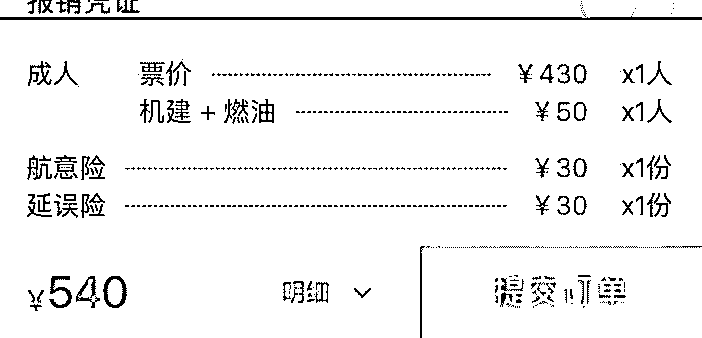 报销凭证
成人 票价 ¥430 x1人
机建 + 燃油 ¥50 x1人
航意险 ¥30 x1份
延误险 ¥30 x1份
¥540 明细 提交订单